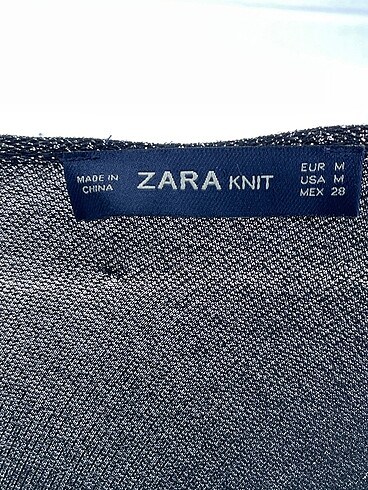 MADE IN
CHINA
ZARA KNIT
EUR M
USA M
MEX 28